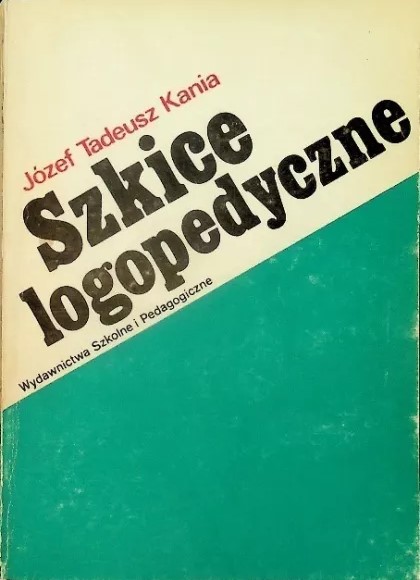 Józef Tadeusz Kania
Szkice
logopedyczne
Wydawnictwa Szkolne i Pedagogiczne